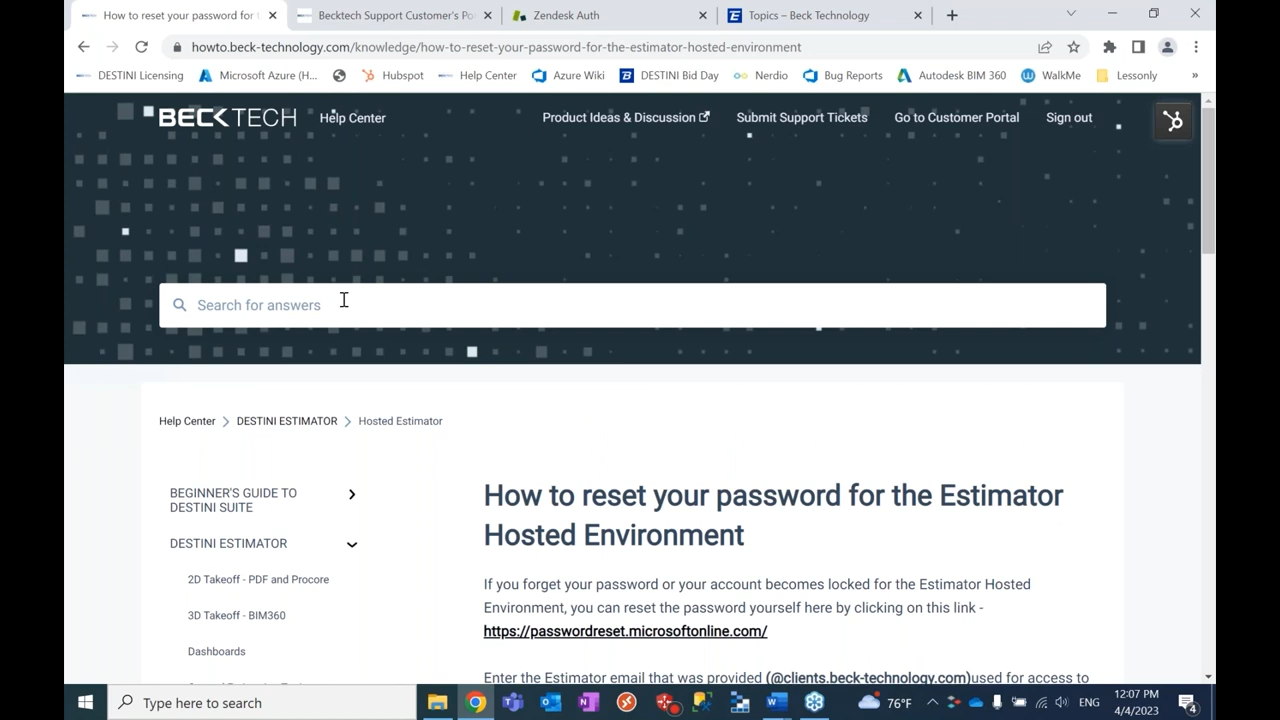 How to reset your password for t
Becktech Support Customer's Po
Zendesk Auth
Topics – Beck Technology
howto.beck-technology.com/knowledge/how-to-reset-your-password-for-the-estimator-hosted-environment
DESTINI Licensing
Microsoft Azure (H...
Hubspot
Help Center
Azure Wiki
DESTINI Bid Day
Nerdio
Bug Reports
Autodesk BIM 360
WalkMe
Lessonly
»
BECKTECH
Help Center
Product Ideas & Discussion
Submit Support Tickets
Go to Customer Portal
Sign out
Search for answers
Help Center
DESTINI ESTIMATOR
Hosted Estimator
BEGINNER'S GUIDE TO
DESTINI SUITE
DESTINI ESTIMATOR
2D Takeoff - PDF and Procore
3D Takeoff - BIM360
Dashboards
How to reset your password for the Estimator
Hosted Environment
If you forget your password or your account becomes locked for the Estimator Hosted
Environment, you can reset the password yourself here by clicking on this link -
https://passwordreset.microsoftonline.com/
Enter the Estimator email that was provided (@clients.beck-technology.com)used for access to
Type here to search
76°F
ENG
12:07 PM
4/4/2023
4